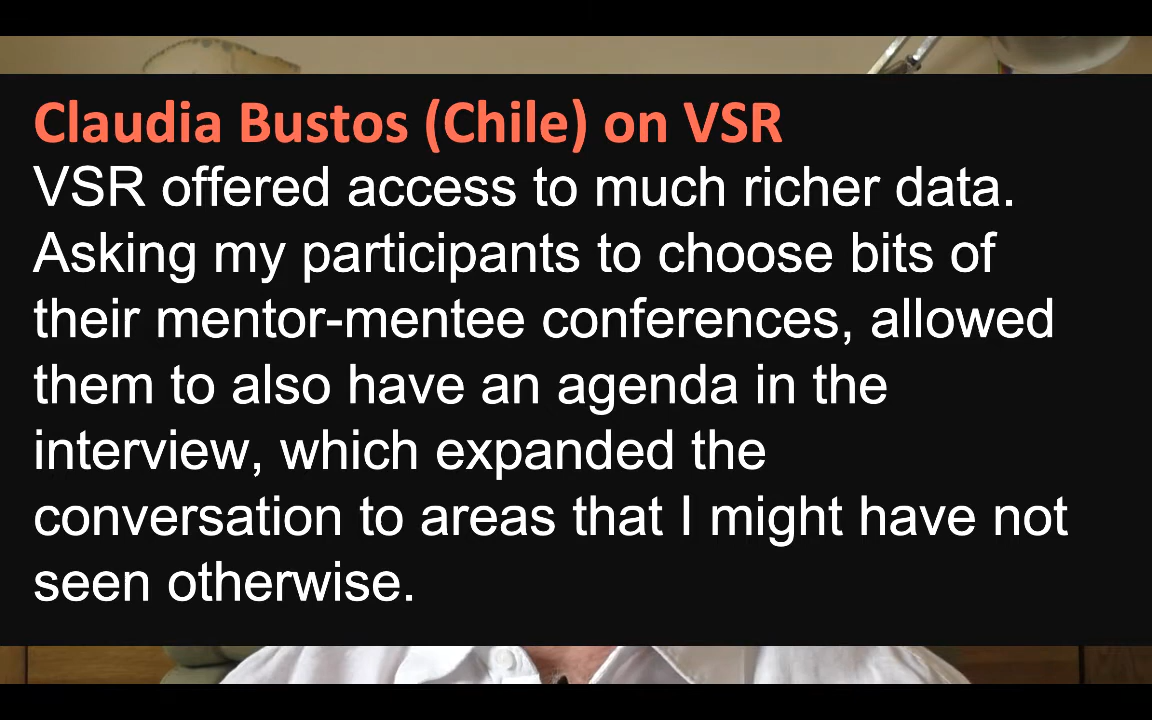 Claudia Bustos (Chile) on VSR
VSR offered access to much richer data.
Asking my participants to choose bits of
their mentor-mentee conferences, allowed
them to also have an agenda in the
interview, which expanded the
conversation to areas that I might have not
seen otherwise.